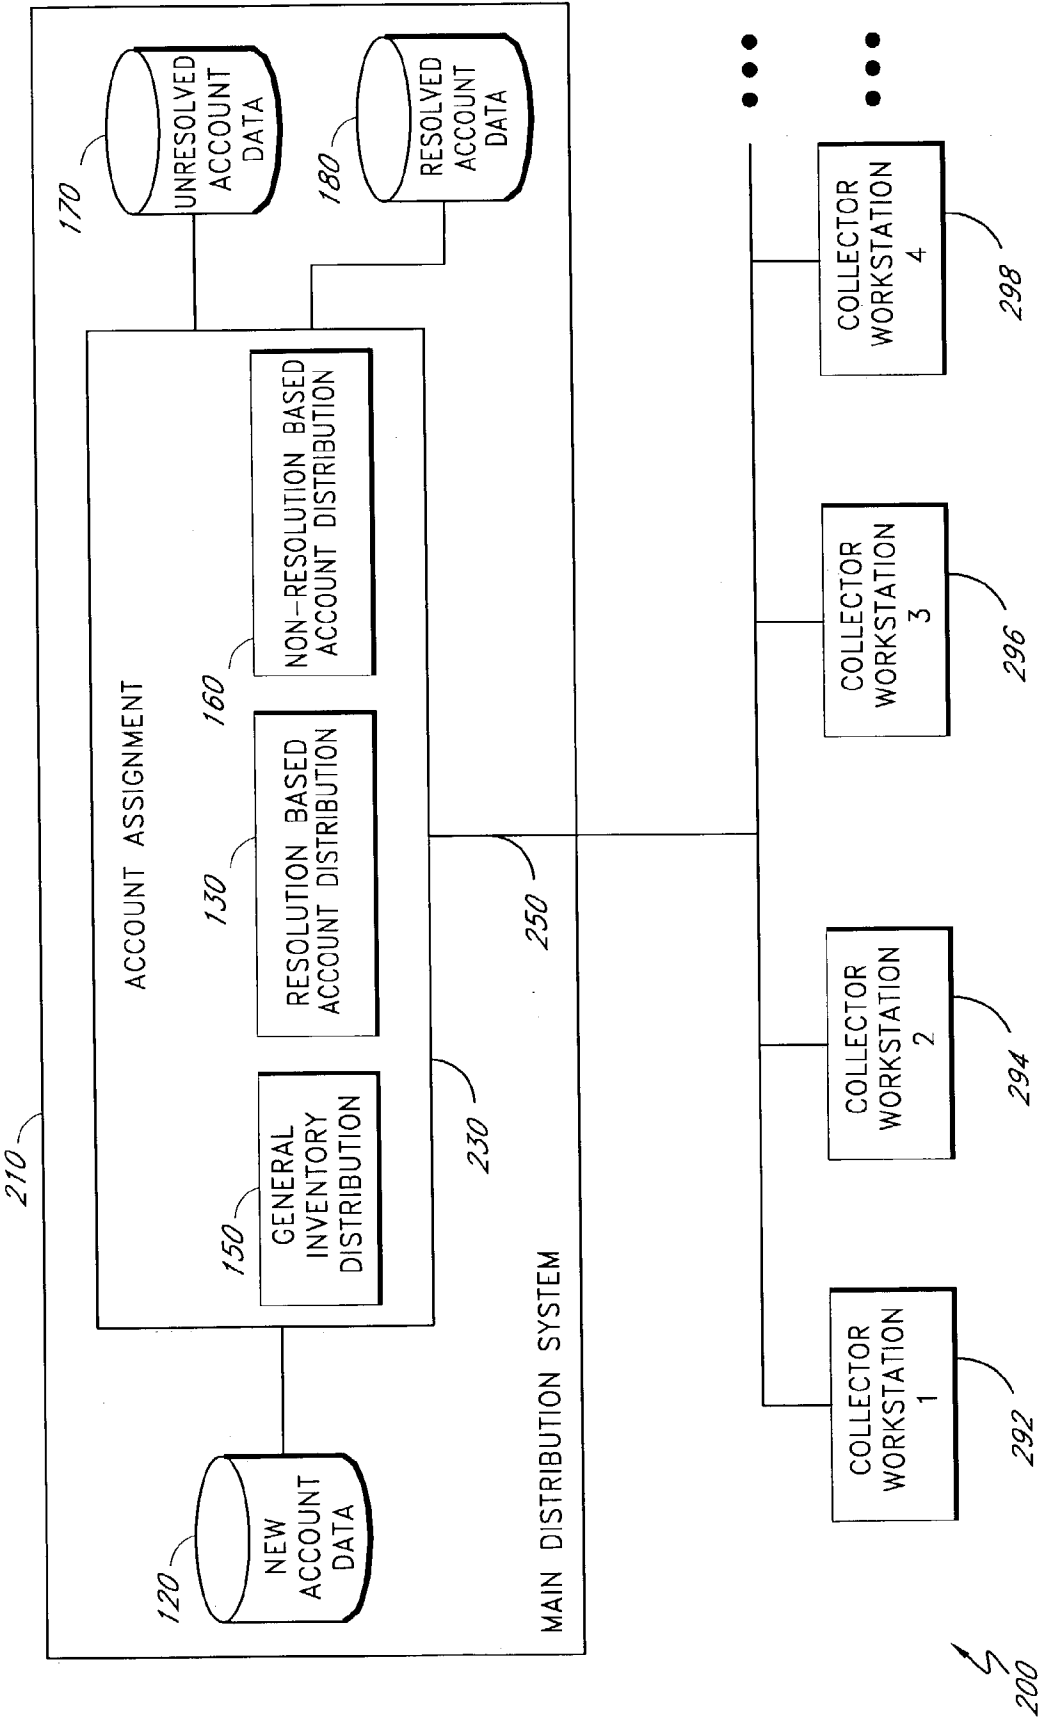 210
120
NEW
ACCOUNT
DATA
ACCOUNT ASSIGNMENT
150
GENERAL
INVENTORY
DISTRIBUTION
130
RESOLUTION BASED
ACCOUNT DISTRIBUTION
160
NON-RESOLUTION BASED
ACCOUNT DISTRIBUTION
170
UNRESOLVED
ACCOUNT
DATA
180
RESOLVED
ACCOUNT
DATA
230
250
MAIN DISTRIBUTION SYSTEM
COLLECTOR
WORKSTATION
1
292
COLLECTOR
WORKSTATION
2
294
COLLECTOR
WORKSTATION
3
296
COLLECTOR
WORKSTATION
4
298
200